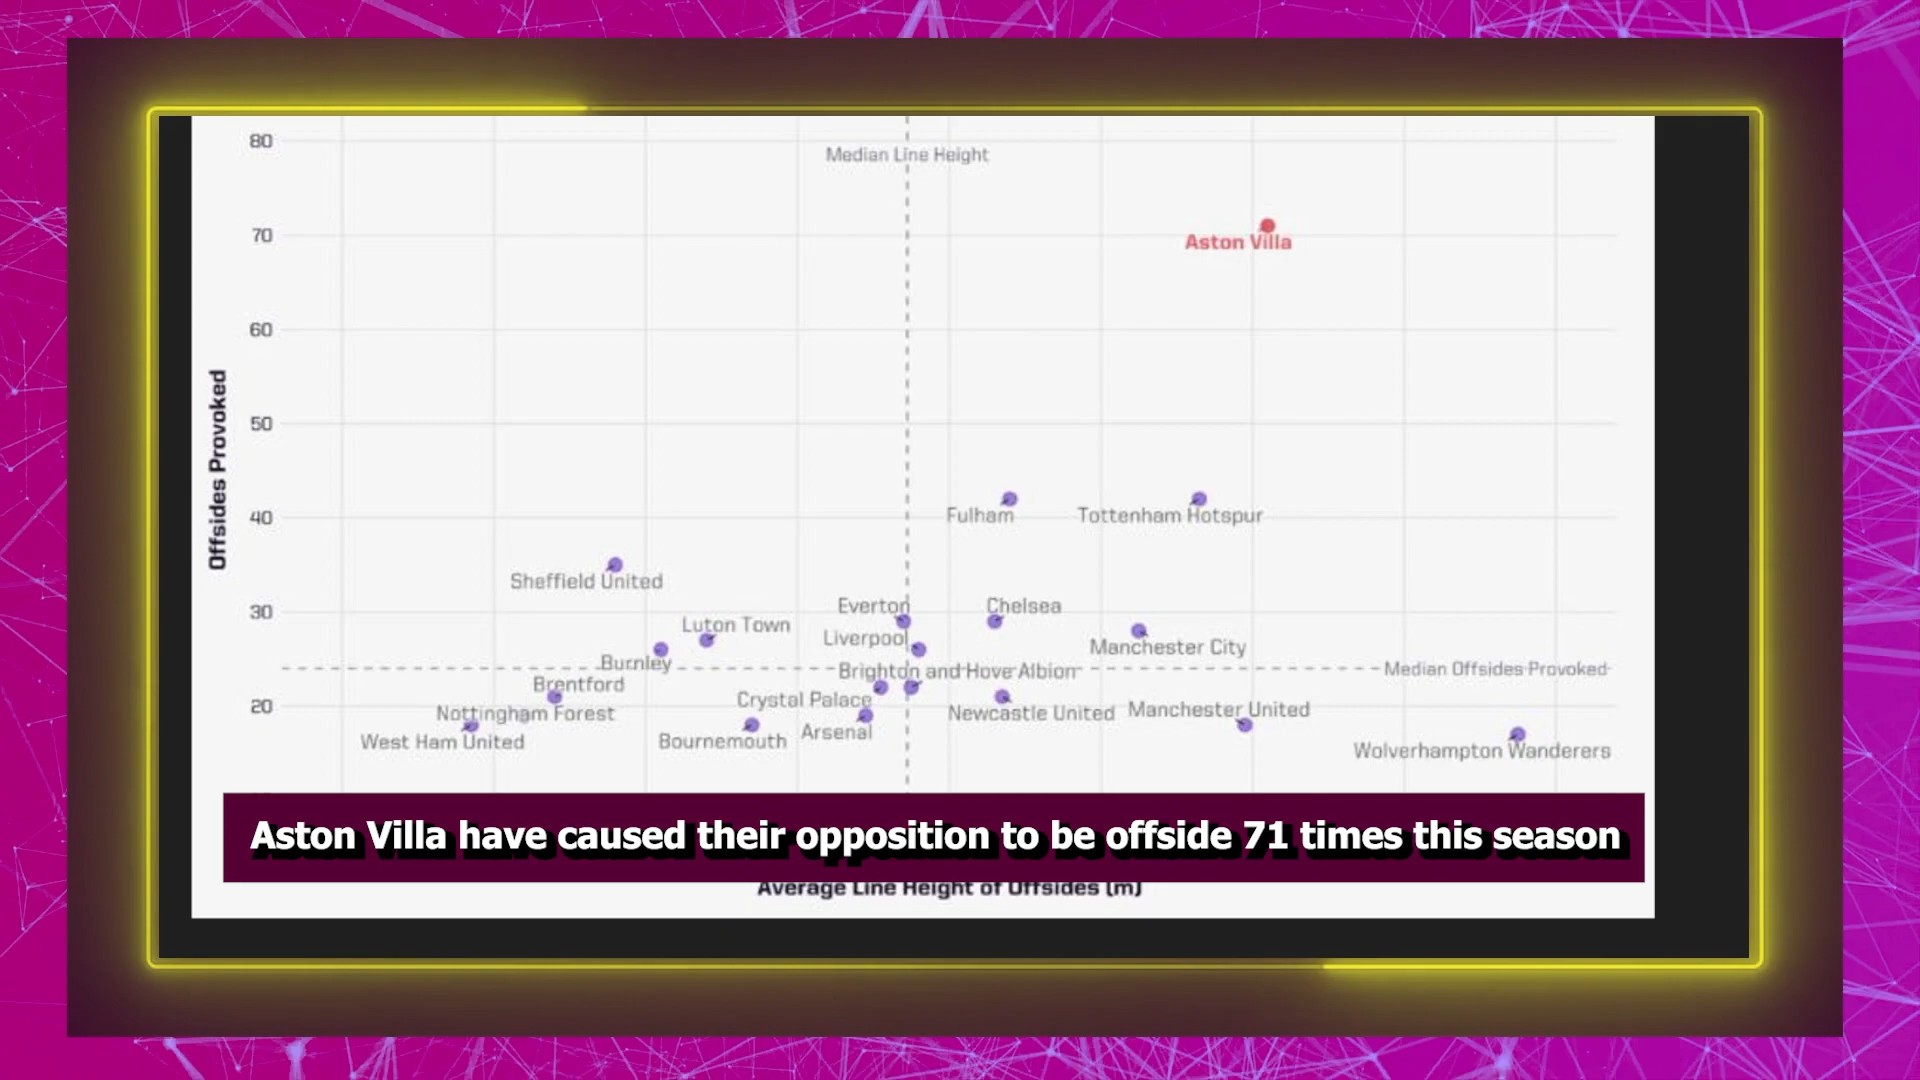 80
Median Line Height
70
Aston Villa
60
Offsides Provoked
50
40
Fulham
Tottenham Hotspur
Sheffield United
30
Everton
Chelsea
Luton Town
Liverpool
Manchester City
Burnley
Brighton and Hove Albion
Median Offsides Provoked
Brentford
Crystal Palace
20
Nottingham Forest
Newcastle United
Manchester United
Arsenal
West Ham United
Bournemouth
Wolverhampton Wanderers
Aston Villa have caused their opposition to be offside 71 times this season
Average Line Height of Offsides (m)